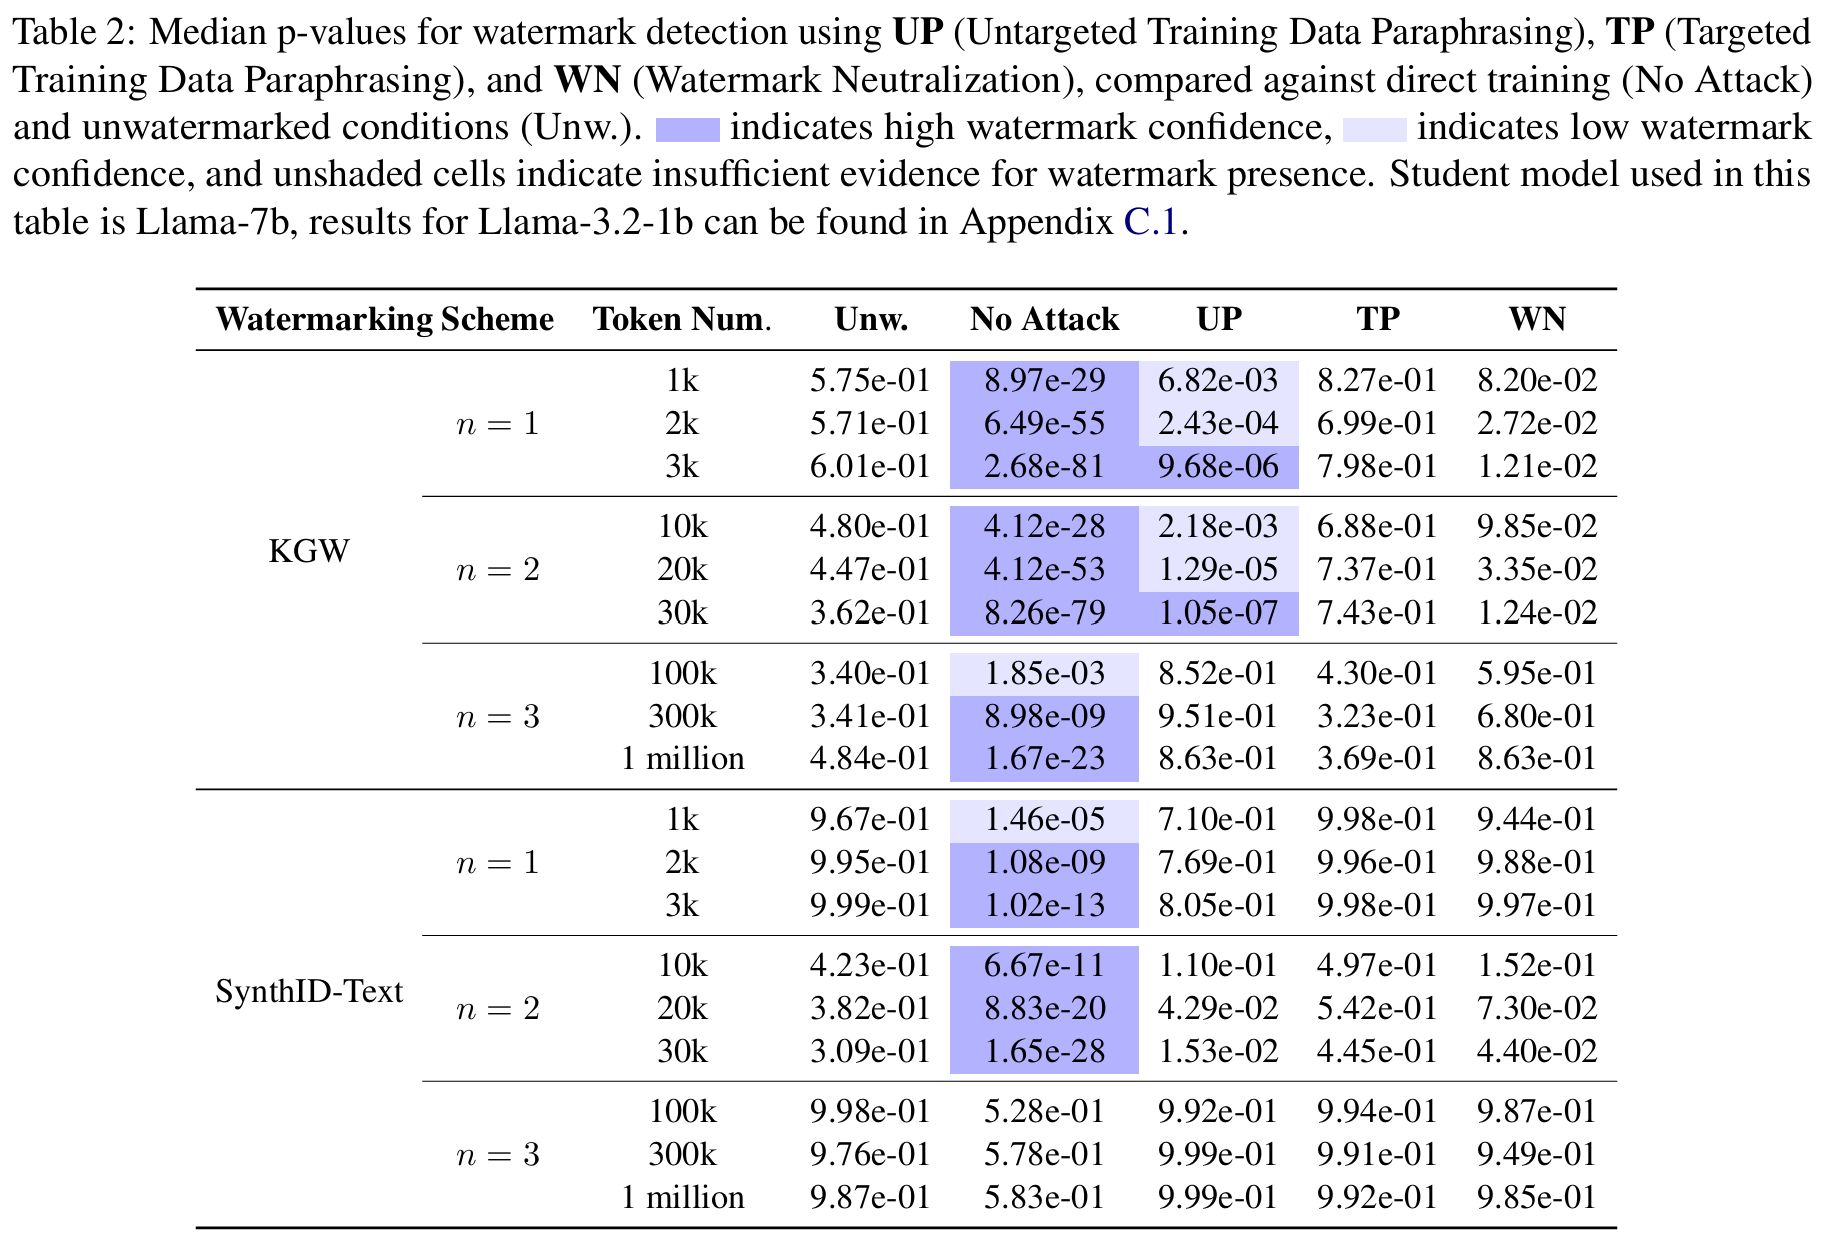 Table 2: Median p-values for watermark detection using UP (Untargeted Training Data Paraphrasing), TP (Targeted
Training Data Paraphrasing), and WN (Watermark Neutralization), compared against direct training (No Attack)
and unwatermarked conditions (Unw.). indicates high watermark confidence, indicates low watermark
confidence, and unshaded cells indicate insufficient evidence for watermark presence. Student model used in this
table is Llama-7b, results for Llama-3.2-1b can be found in Appendix C.1.
Watermarking Scheme Token Num. Unw. No Attack UP TP WN
1k 5.75e-01 8.97e-29 6.82e-03 8.27e-01 8.20e-02
n = 1 2k 5.71e-01 6.49e-55 2.43e-04 6.99e-01 2.72e-02
3k 6.01e-01 2.68e-81 9.68e-06 7.98e-01 1.21e-02
10k 4.80e-01 4.12e-28 2.18e-03 6.88e-01 9.85e-02
KGW n = 2 20k 4.47e-01 4.12e-53 1.29e-05 7.37e-01 3.35e-02
30k 3.62e-01 8.26e-79 1.05e-07 7.43e-01 1.24e-02
100k 3.40e-01 1.85e-03 8.52e-01 4.30e-01 5.95e-01
n = 3 300k 3.41e-01 8.98e-09 9.51e-01 3.23e-01 6.80e-01
1 million 4.84e-01 1.67e-23 8.63e-01 3.69e-01 8.63e-01
1k 9.67e-01 1.46e-05 7.10e-01 9.98e-01 9.44e-01
n = 1 2k 9.95e-01 1.08e-09 7.69e-01 9.96e-01 9.88e-01
3k 9.99e-01 1.02e-13 8.05e-01 9.98e-01 9.97e-01
10k 4.23e-01 6.67e-11 1.10e-01 4.97e-01 1.52e-01
SynthID-Text n = 2 20k 3.82e-01 8.83e-20 4.29e-02 5.42e-01 7.30e-02
30k 3.09e-01 1.65e-28 1.53e-02 4.45e-01 4.40e-02
100k 9.98e-01 5.28e-01 9.92e-01 9.94e-01 9.87e-01
n = 3 300k 9.76e-01 5.78e-01 9.99e-01 9.91e-01 9.49e-01
1 million 9.87e-01 5.83e-01 9.99e-01 9.92e-01 9.85e-01